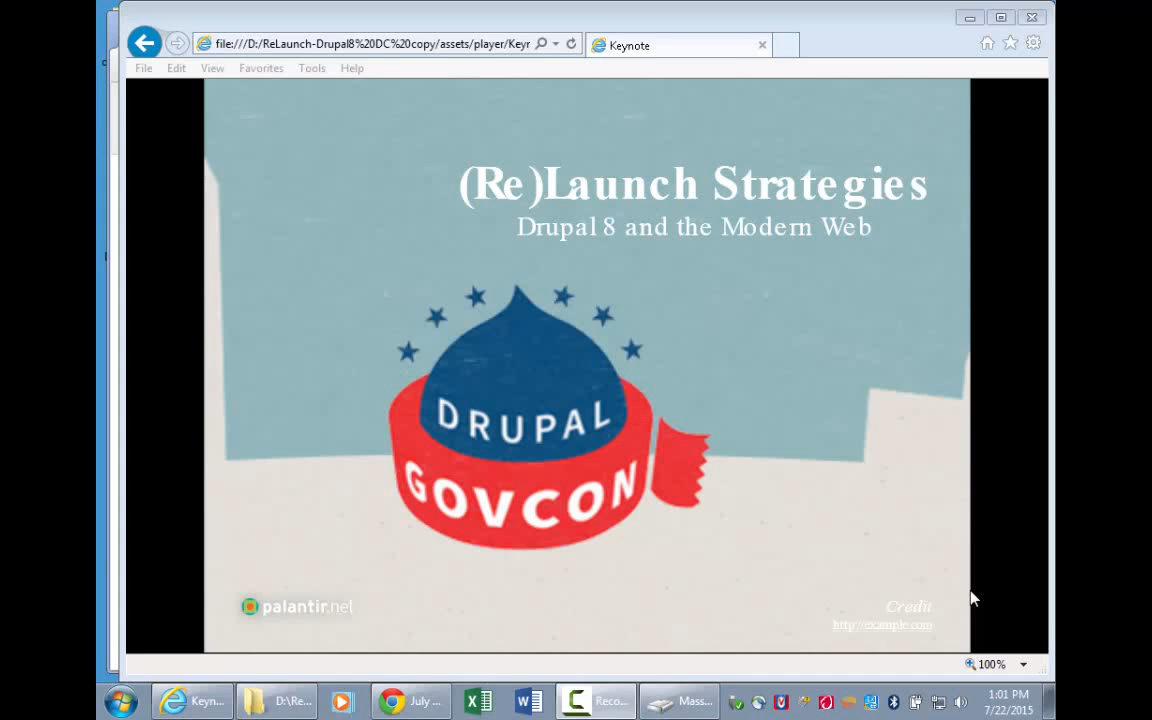 file:///D:/ReLaunch-Drupal8%20DC%20copy/assets/player/Keyr
Keynote
File Edit View Favorites Tools Help
(Re)Launch Strategies
Drupal 8 and the Modern Web
DRUPAL
GOVCON
palantir.net
Credit
http://example.com
100%
Keyn...
D:\Re...
July ...
Reco...
Mass...
1:01 PM
7/22/2015